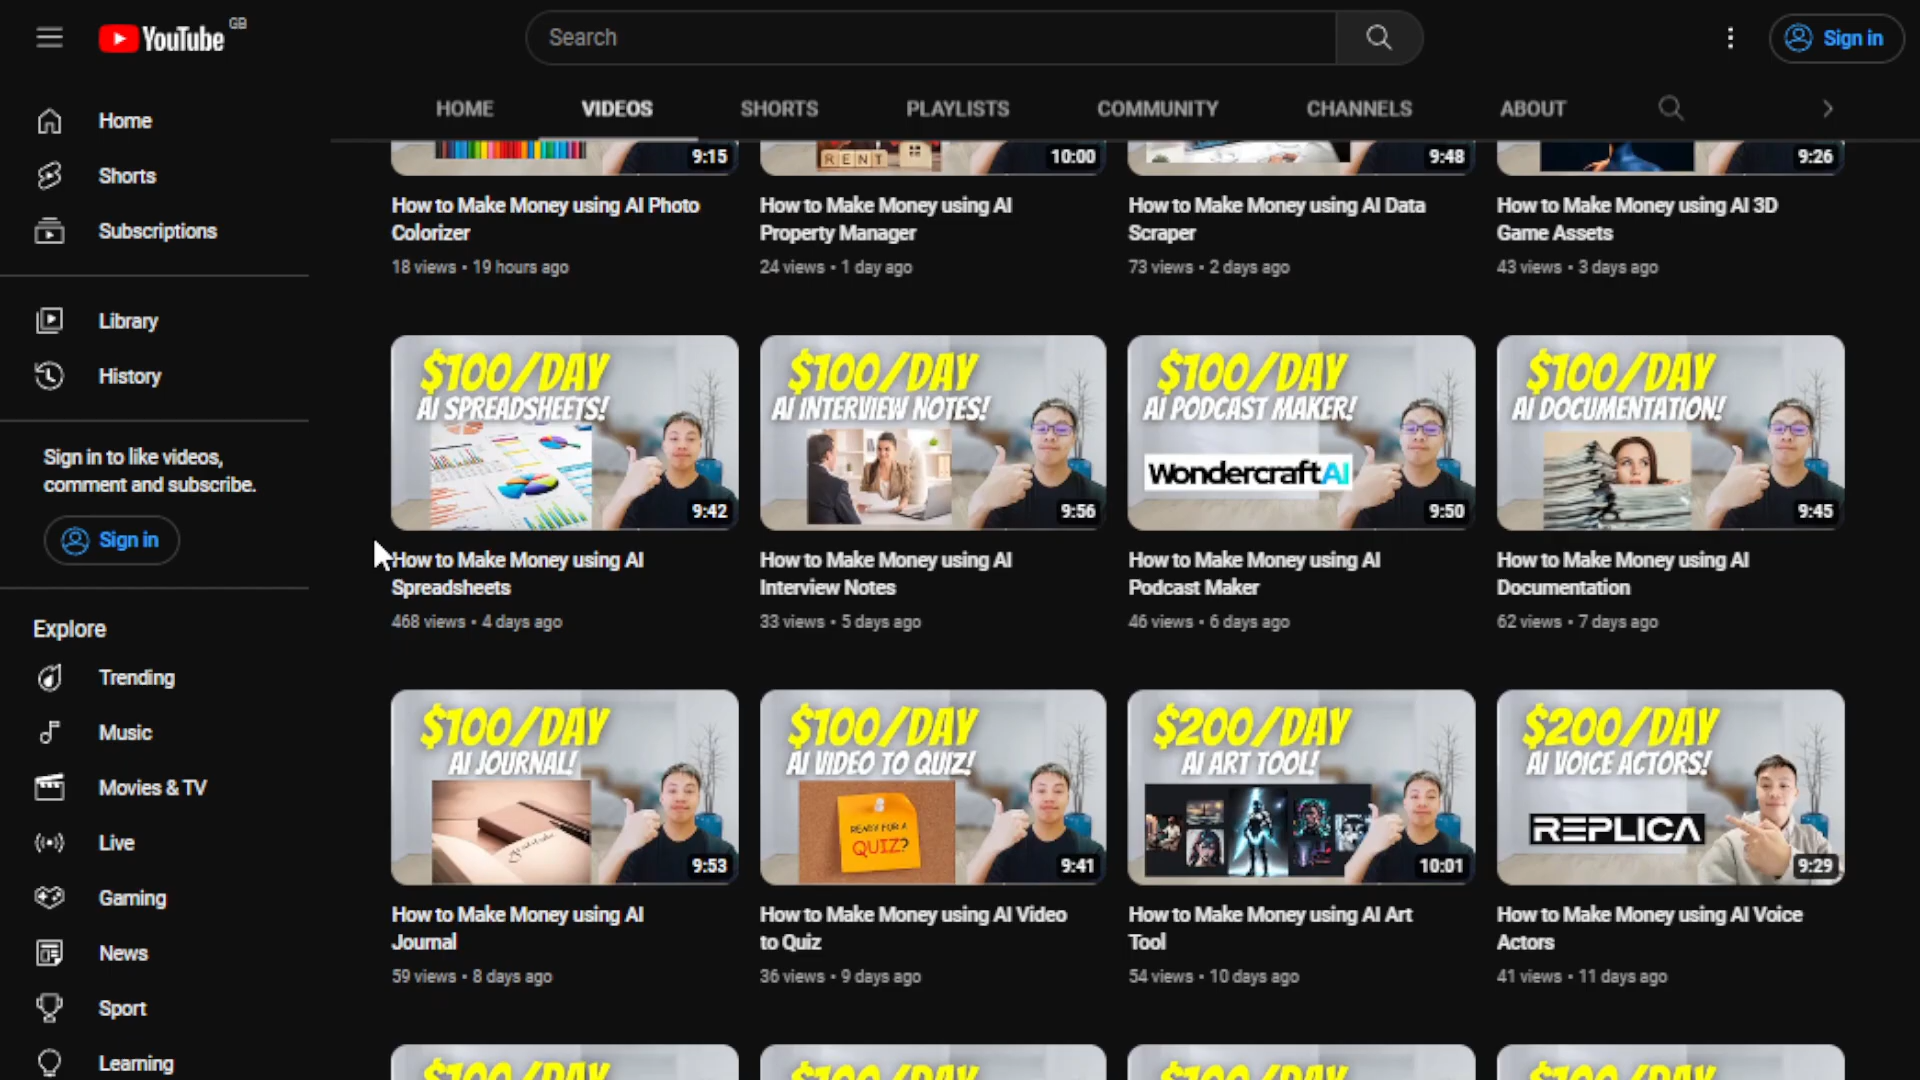 YouTube GB
Search
Sign in
HOME
VIDEOS
SHORTS
PLAYLISTS
COMMUNITY
CHANNELS
ABOUT
Home
Shorts
Subscriptions
Library
History
Sign in to like videos,
comment and subscribe.
Sign in
Explore
Trending
Music
Movies & TV
Live
Gaming
News
Sport
Learning
9:15
How to Make Money using AI Photo
Colorizer
18 views • 19 hours ago
RENT
10:00
How to Make Money using AI
Property Manager
24 views • 1 day ago
9:48
How to Make Money using AI Data
Scraper
73 views • 2 days ago
9:26
How to Make Money using AI 3D
Game Assets
43 views • 3 days ago
$100/DAY
AI SPREADSHEETS!
9:42
How to Make Money using AI
Spreadsheets
468 views • 4 days ago
$100/DAY
AI INTERVIEW NOTES!
9:56
How to Make Money using AI
Interview Notes
33 views • 5 days ago
$100/DAY
AI PODCAST MAKER!
WondercraftAI
9:50
How to Make Money using AI
Podcast Maker
46 views • 6 days ago
$100/DAY
AI DOCUMENTATION!
9:45
How to Make Money using AI
Documentation
62 views • 7 days ago
$100/DAY
AI JOURNAL!
9:53
How to Make Money using AI
Journal
59 views • 8 days ago
$100/DAY
AI VIDEO TO QUIZ!
READY FOR A
QUIZ?
9:41
How to Make Money using AI Video
to Quiz
36 views • 9 days ago
$200/DAY
AI ART TOOL!
10:01
How to Make Money using AI Art
Tool
54 views • 10 days ago
$200/DAY
AI VOICE ACTORS!
REPLICA
9:29
How to Make Money using AI Voice
Actors
41 views • 11 days ago
$100/DAY
$100/DAY
$100/DAY
$100/DAY